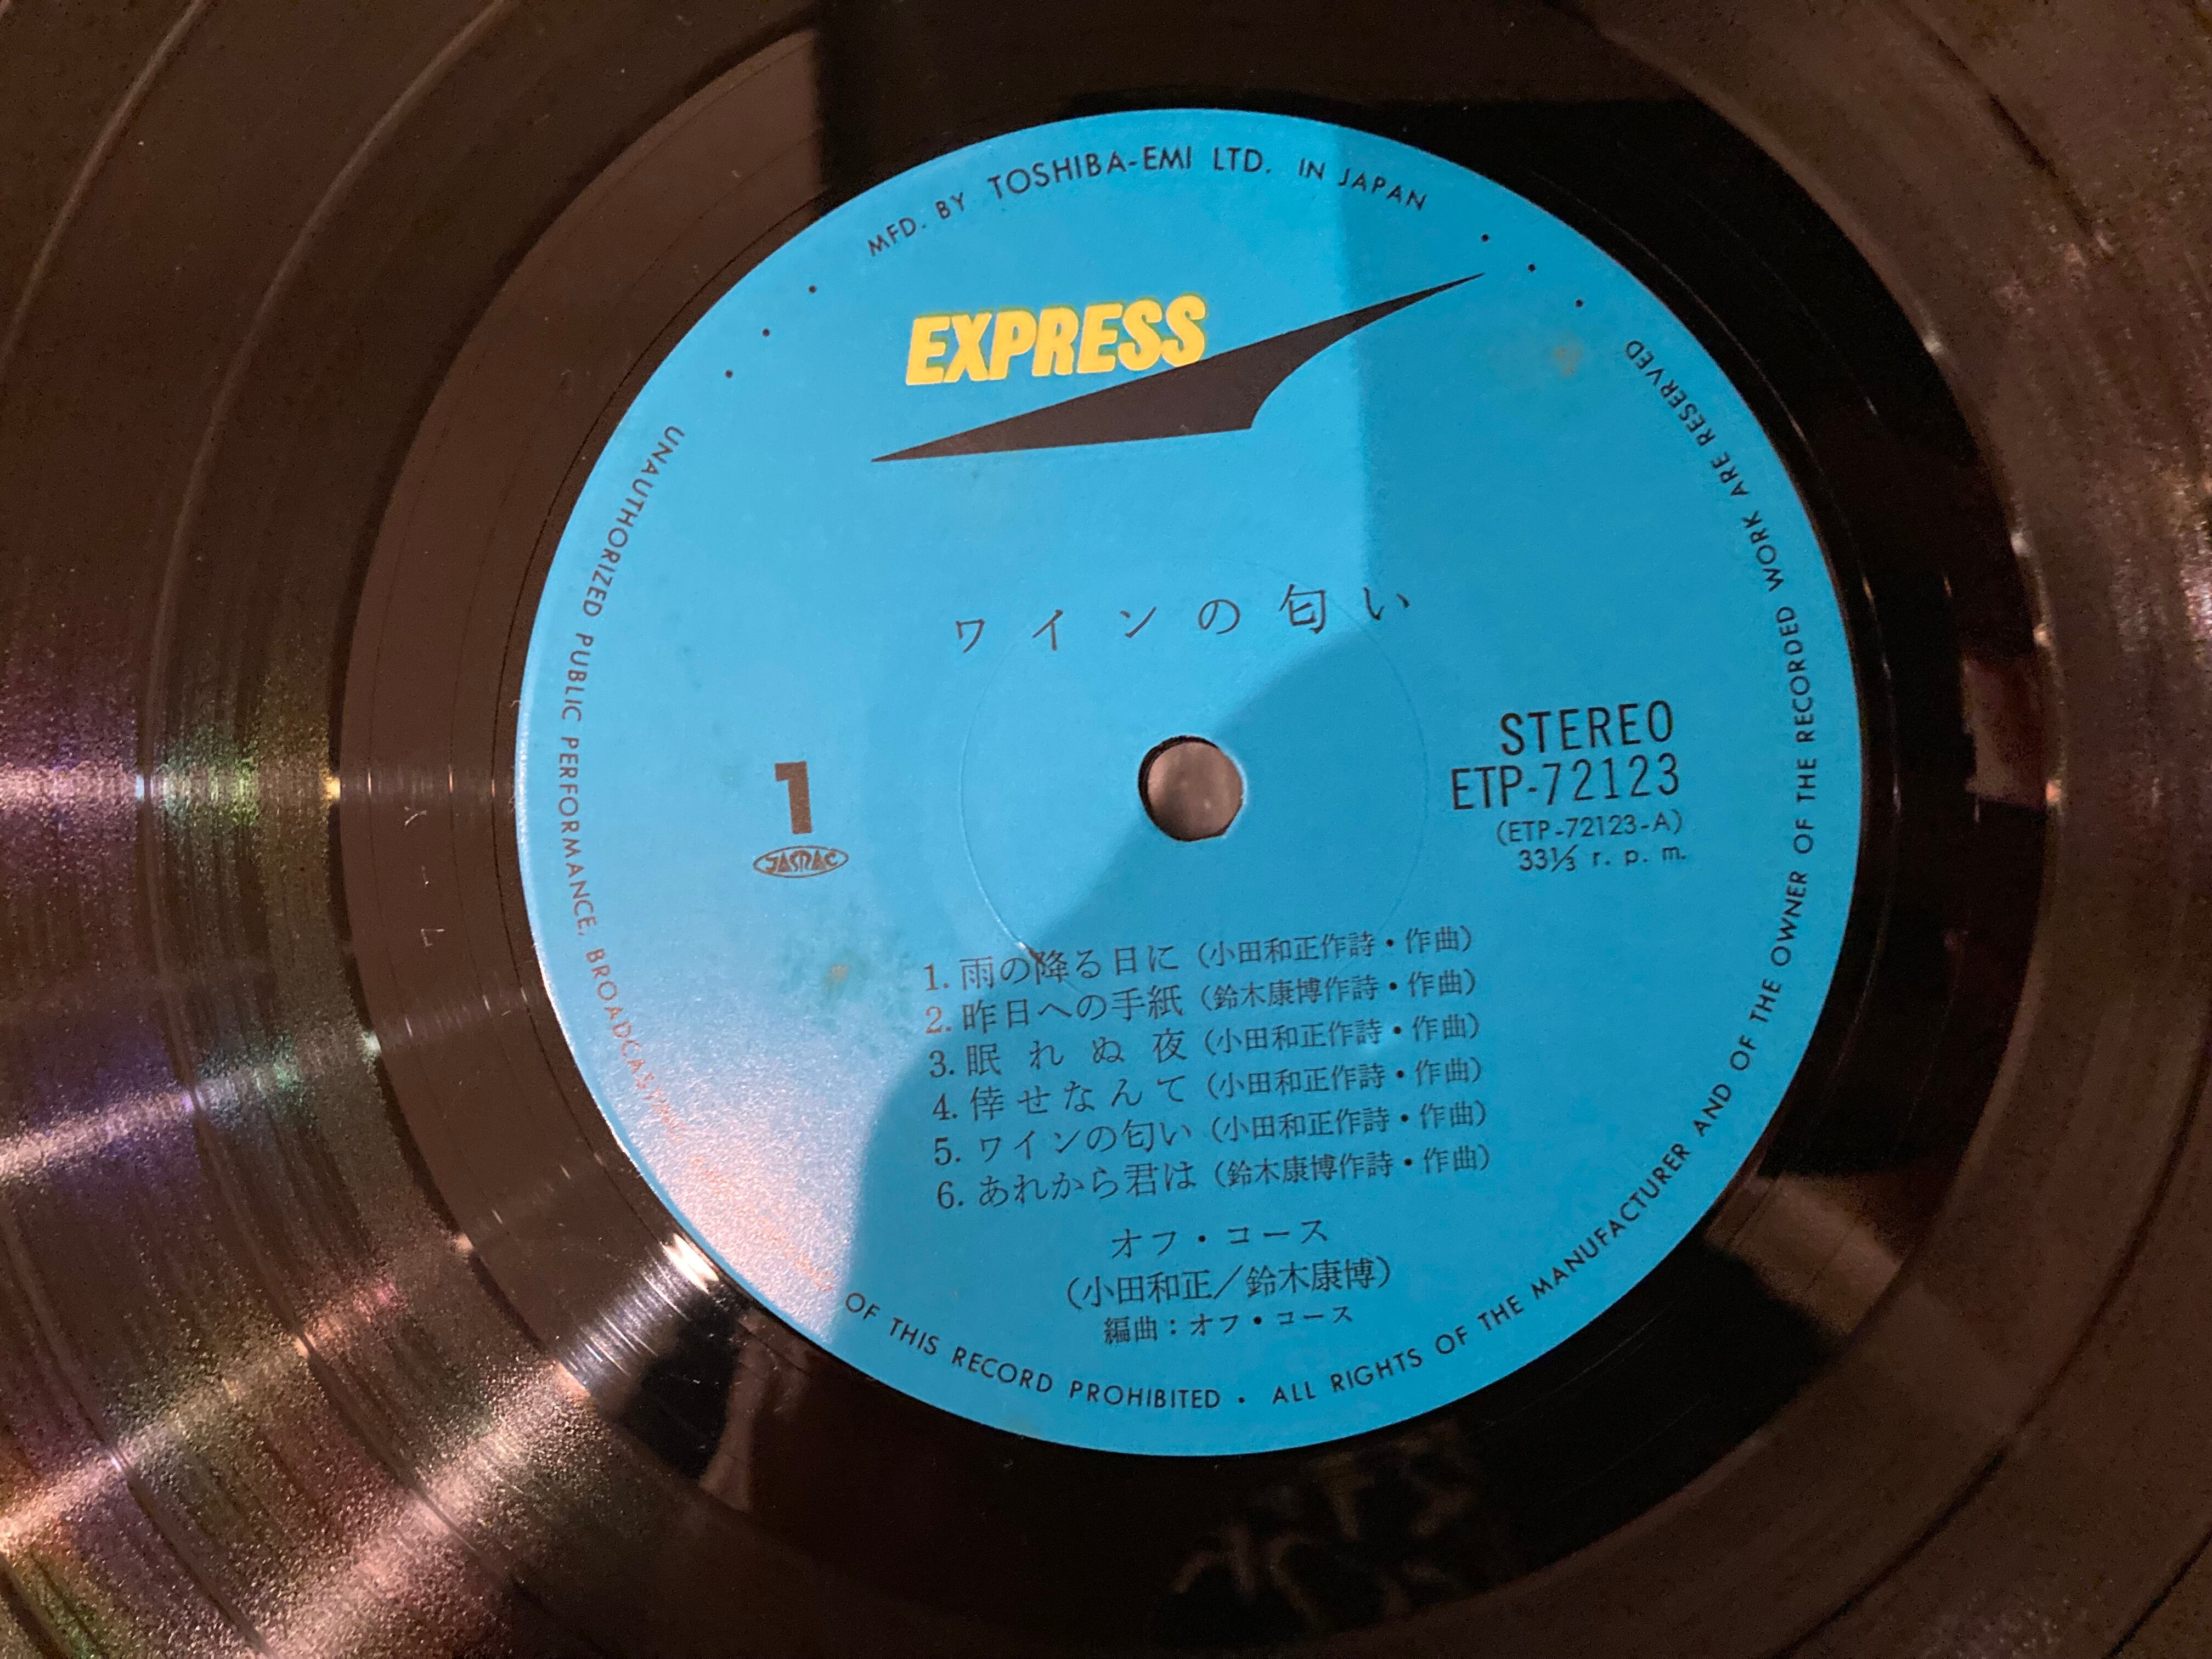 MFD. BY TOSHIBA-EMI LTD. IN JAPAN
EXPRESS
ワインの匂い
STEREO
ETP-72123
(ETP-72123-A)
33⅓ r. p. m.
1
JASRAC
1. 雨の降る日に (小田和正作詩・作曲)
2. 昨日への手紙 (鈴木康博作詩・作曲)
3. 眠れぬ夜 (小田和正作詩・作曲)
4. 倖せなんて (小田和正作詩・作曲)
5. ワインの匂い (小田和正作詩・作曲)
6. あれから君は (鈴木康博作詩・作曲)
オフ・コース
(小田和正／鈴木康博)
編曲：オフ・コース
UNAUTHORIZED PUBLIC PERFORMANCE, BROADCASTING OF THIS RECORD PROHIBITED · ALL RIGHTS OF THE MANUFACTURER AND OF THE OWNER OF THE RECORDED WORK ARE RESERVED